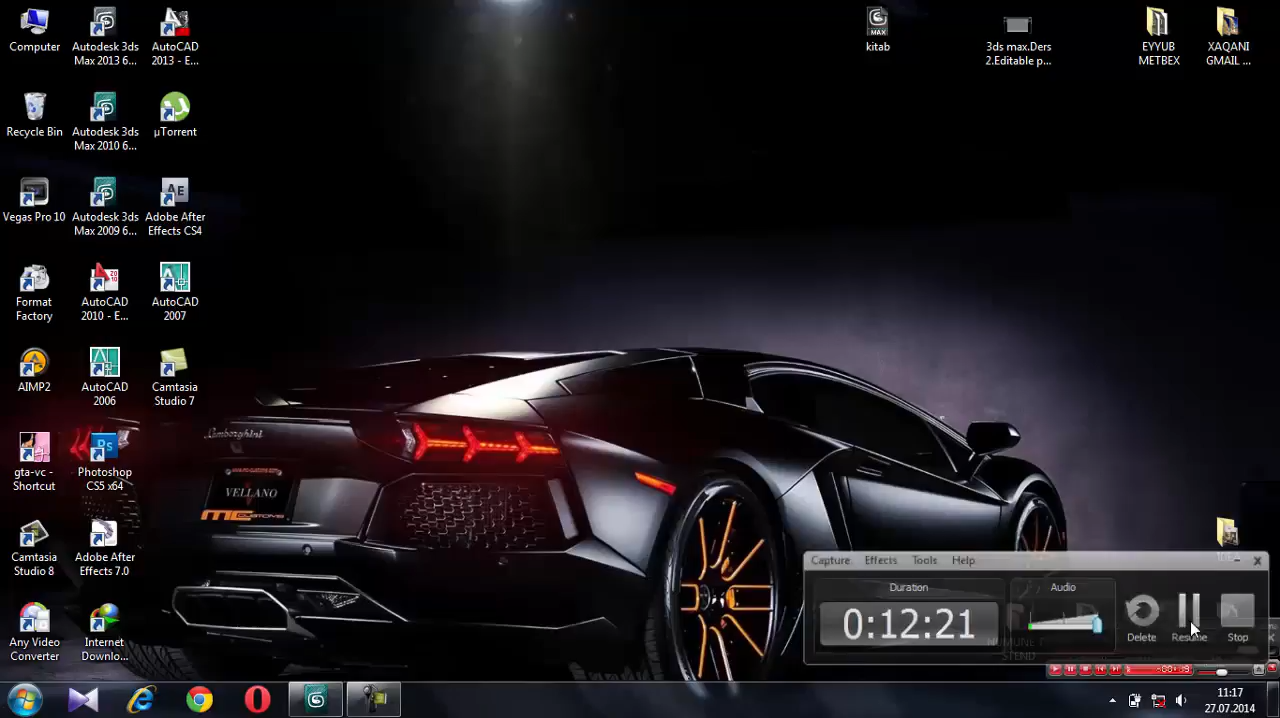 Computer
Autodesk 3ds
Max 2013 6...
AutoCAD
2013 - E...
kitab
3ds max.Ders
2.Editable p...
EYYUB
METBEX
XAQANI
GMAIL ...
Recycle Bin
Autodesk 3ds
Max 2010 6...
µTorrent
Vegas Pro 10
Autodesk 3ds
Max 2009 6...
Adobe After
Effects CS4
Format
Factory
AutoCAD
2010 - E...
AutoCAD
2007
AIMP2
AutoCAD
2006
Camtasia
Studio 7
gta-vc -
Shortcut
Photoshop
CS5 x64
Camtasia
Studio 8
Adobe After
Effects 7.0
Any Video
Converter
Internet
Downlo...
Lamborghini
VELLANO
MC CUSTOMS
Capture
Effects
Tools
Help
Duration
0:12:21
Audio
Delete
Resume
Stop
STEND
11:17
27.07.2014